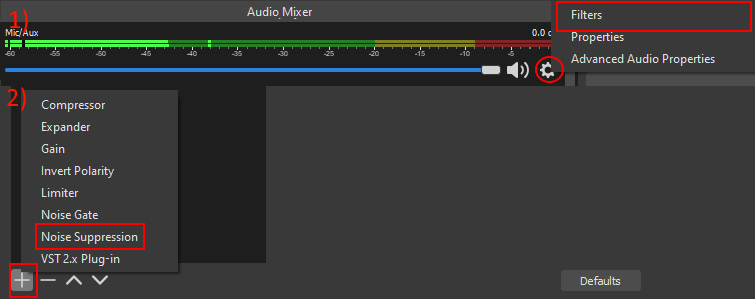 Audio Mixer
1)
Mic/Aux
0.0 d
-60 -55 -50 -45 -40 -35 -30 -25 -20 -15 -10 -5
Filters
Properties
Advanced Audio Properties
2)
Compressor
Expander
Gain
Invert Polarity
Limiter
Noise Gate
Noise Suppression
VST 2.x Plug-in
Defaults